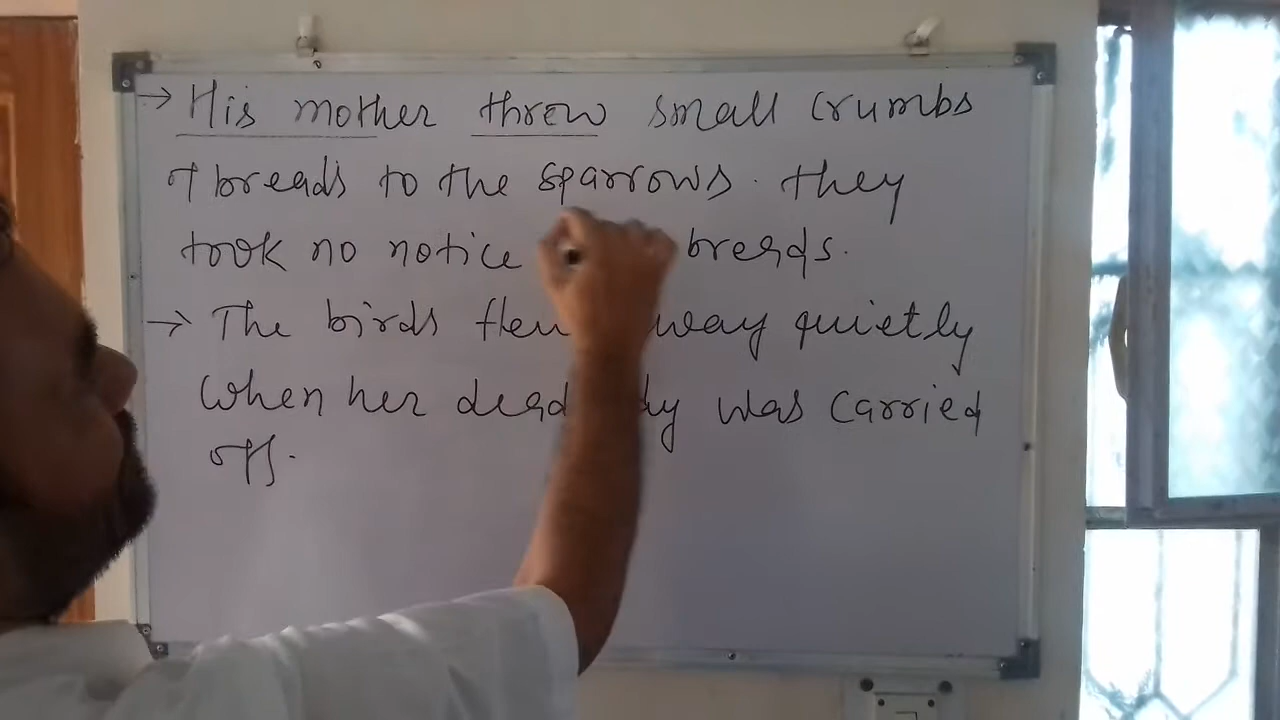 → His mother threw small crumbs
of breads to the sparrows. they
took no notice breads.
→ The birds flew way quietly
when her dead dy was carried
off.